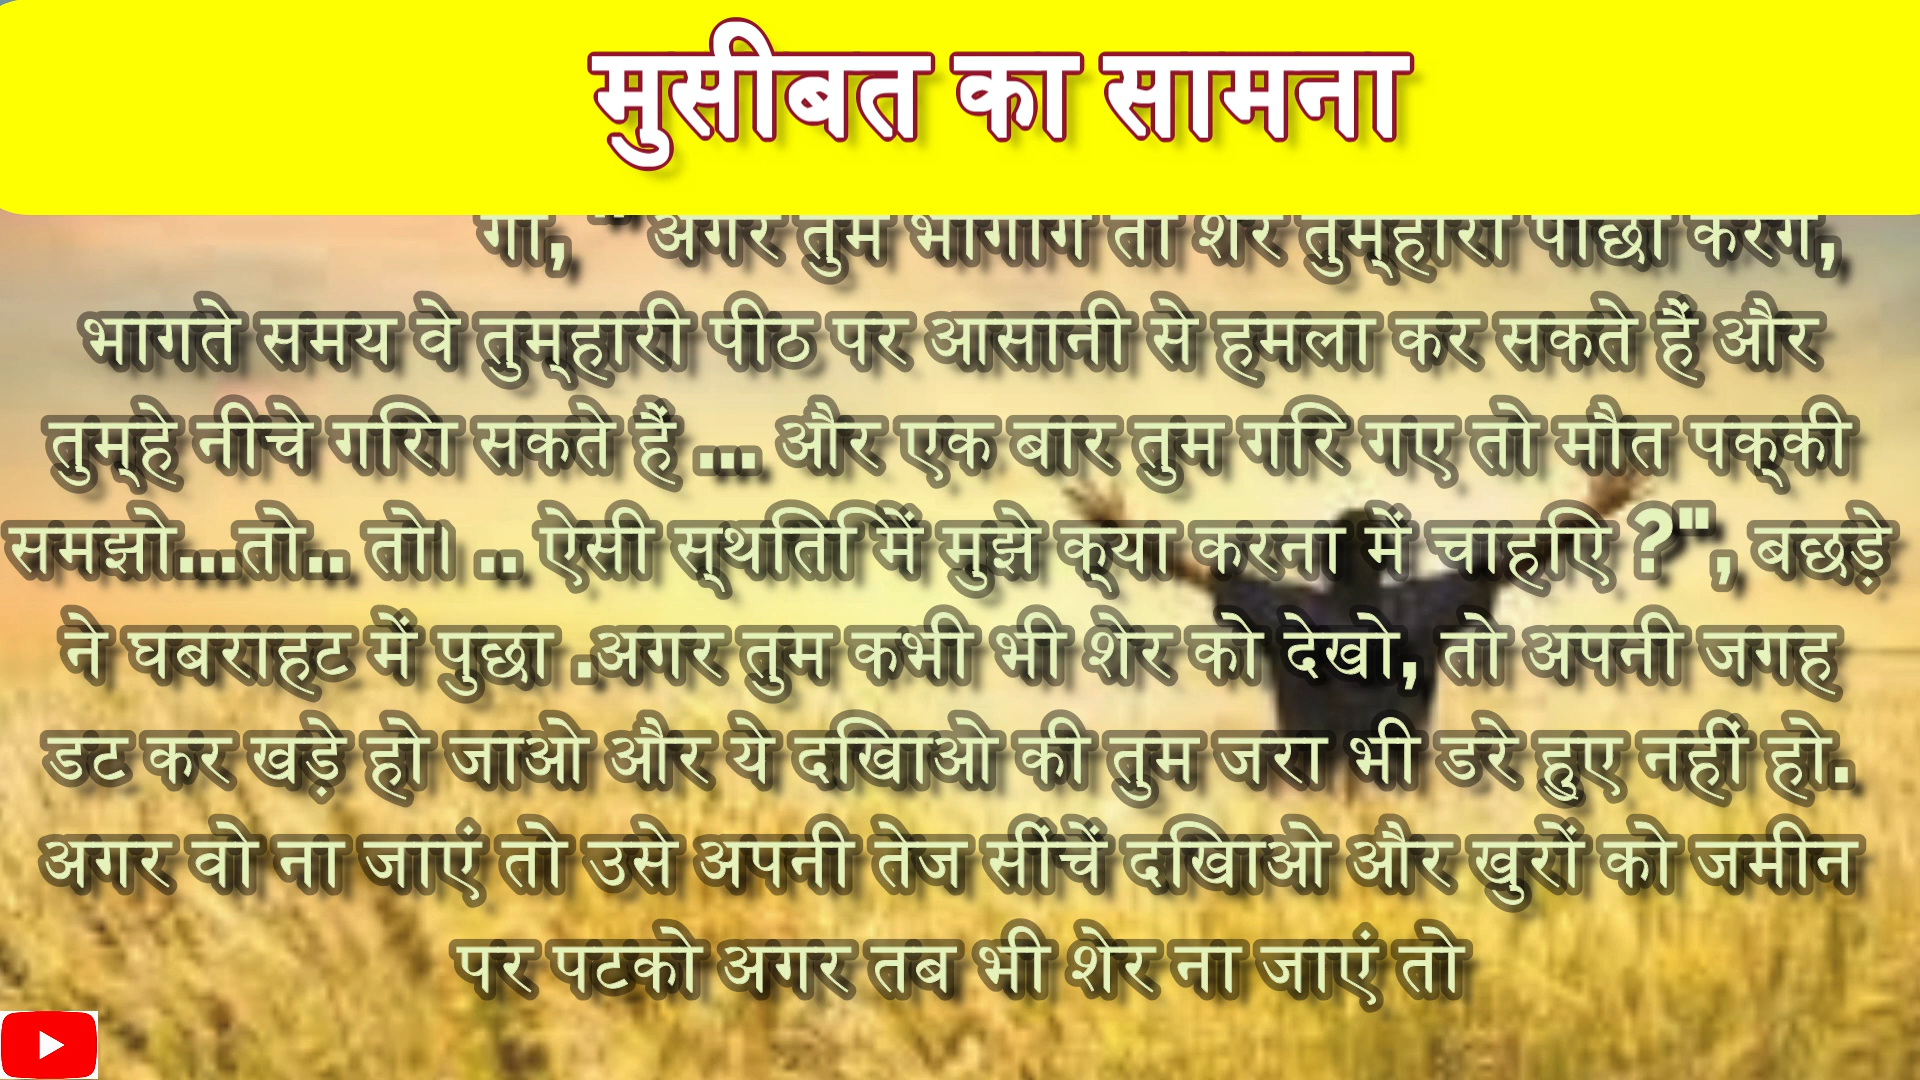 मुसीबत का सामना
गा, "अगर तुम भागोगे तो शेर तुम्हारा पीछा करेंगे,
भागते समय वे तुम्हारी पीठ पर आसानी से हमला कर सकते हैं और
तुम्हे नीचे गिरा सकते हैं ... और एक बार तुम गिर गए तो मौत पक्की
समझो...तो.. तो। .. ऐसी स्थिति में मुझे क्या करना में चाहिए ?", बछड़े
ने घबराहट में पुछा .अगर तुम कभी भी शेर को देखो, तो अपनी जगह
डट कर खड़े हो जाओ और ये दिखाओ की तुम जरा भी डरे हुए नहीं हो.
अगर वो ना जाएं तो उसे अपनी तेज सींचें दिखाओ और खुरों को जमीन
पर पटको अगर तब भी शेर ना जाएं तो